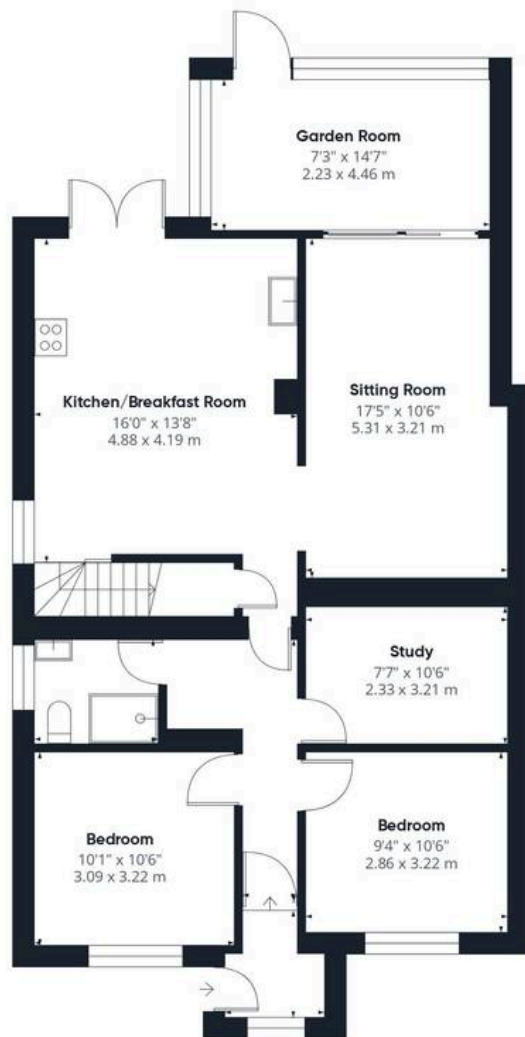 Garden Room
7'3" x 14'7"
2.23 x 4.46 m
Kitchen/Breakfast Room
16'0" x 13'8"
4.88 x 4.19 m
Sitting Room
17'5" x 10'6"
5.31 x 3.21 m
Study
7'7" x 10'6"
2.33 x 3.21 m
Bedroom
10'1" x 10'6"
3.09 x 3.22 m
Bedroom
9'4" x 10'6"
2.86 x 3.22 m